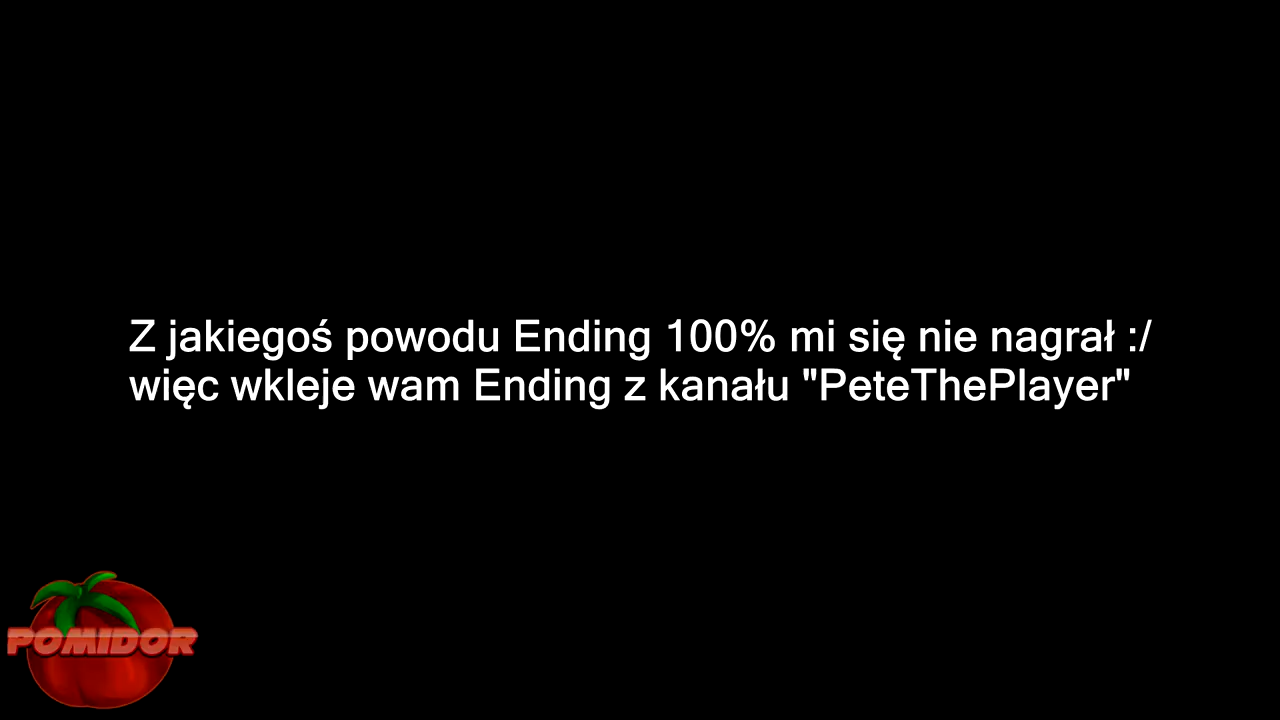 Z jakiegoś powodu Ending 100% mi się nie nagrał :/
więc wkleje wam Ending z kanału "PeteThePlayer"
POMIDOR